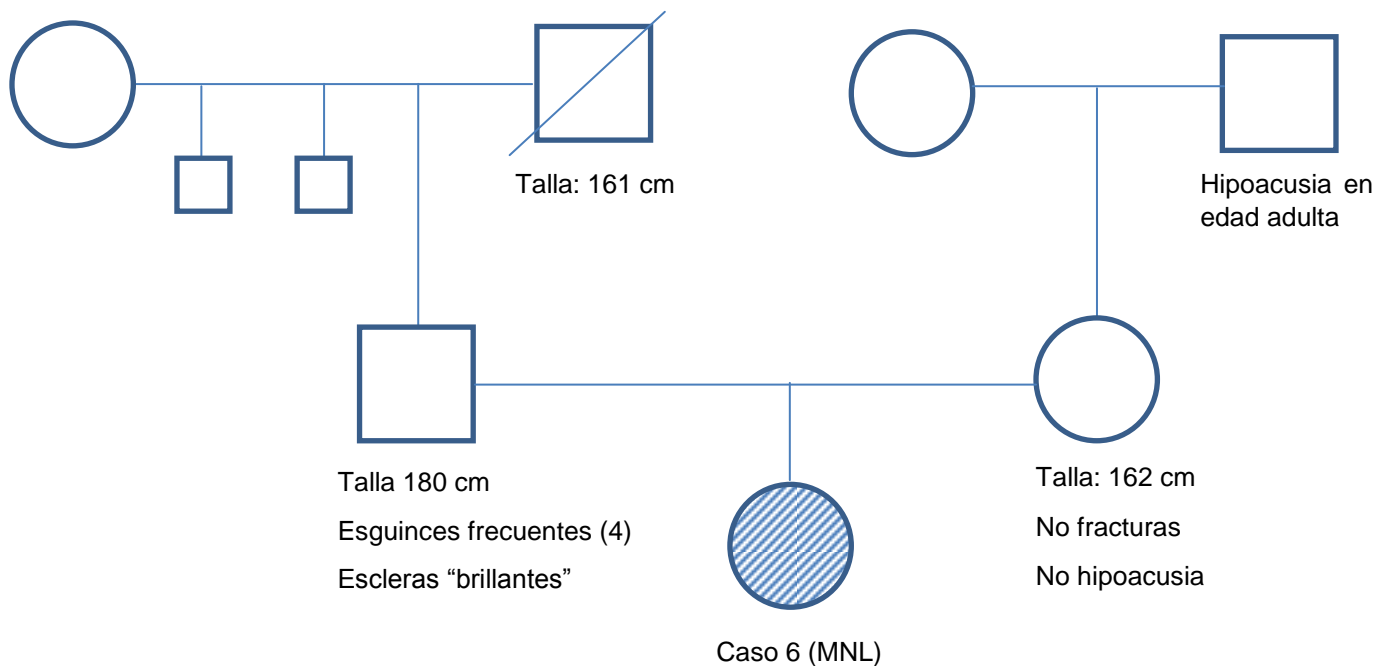 Talla: 161 cm
Hipoacusia en
edad adulta
Talla 180 cm
Esguinces frecuentes (4)
Escleras “brillantes”
Talla: 162 cm
No fracturas
No hipoacusia
Caso 6 (MNL)